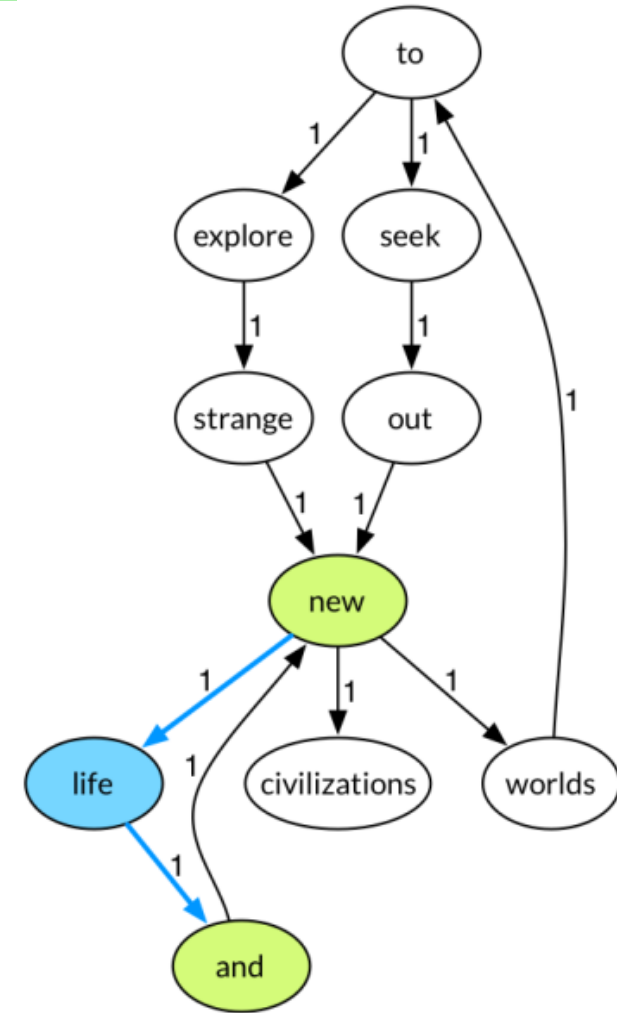 to
1
1
explore
seek
1
1
1
strange
out
1
1
new
1
1
1
1
life
civilizations
worlds
1
and